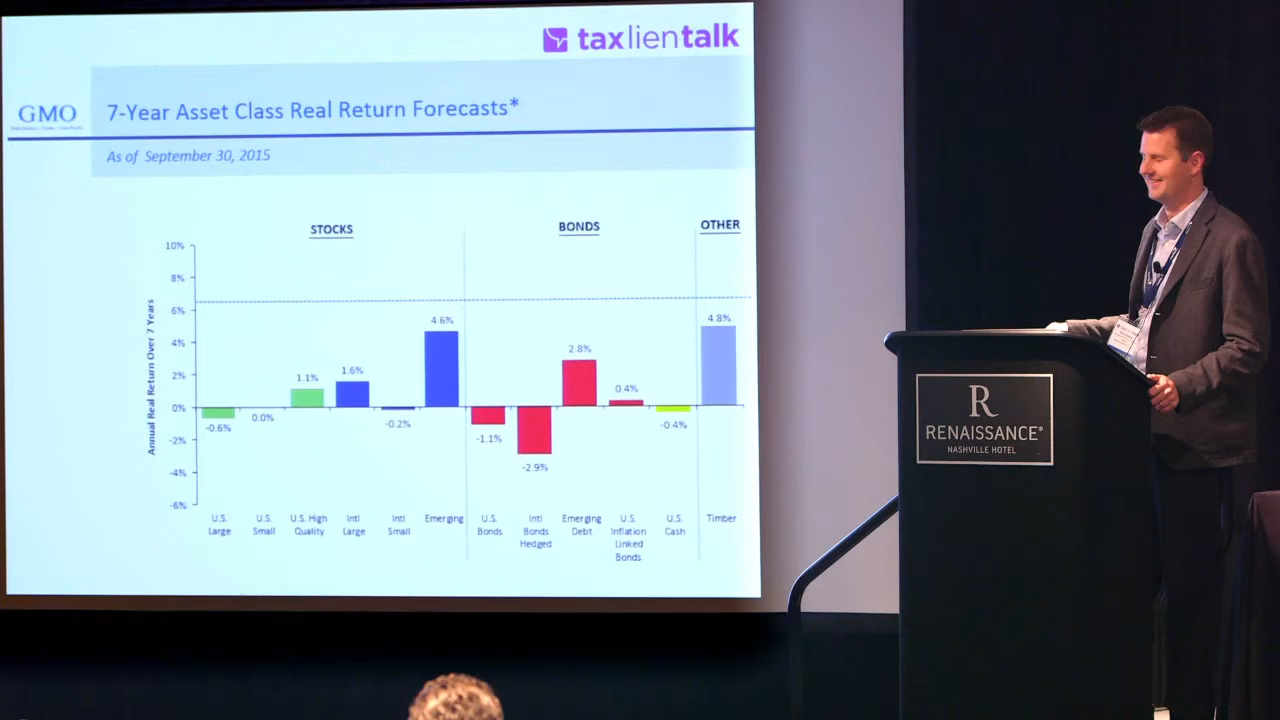 taxlientalk
GMO
7-Year Asset Class Real Return Forecasts*
As of September 30, 2015
STOCKS
BONDS
OTHER
Annual Real Return Over 7 Years
10%
8%
6%
4%
2%
0%
-2%
-4%
-6%
-0.6%
0.0%
1.1%
1.6%
-0.2%
4.6%
-1.1%
-2.9%
2.8%
0.4%
-0.4%
4.8%
U.S.
Large
U.S.
Small
U.S. High
Quality
Intl
Large
Intl
Small
Emerging
U.S.
Bonds
Intl
Bonds
Hedged
Emerging
Debt
U.S.
Inflation
Linked
Bonds
U.S.
Cash
Timber
R
RENAISSANCE®
NASHVILLE HOTEL